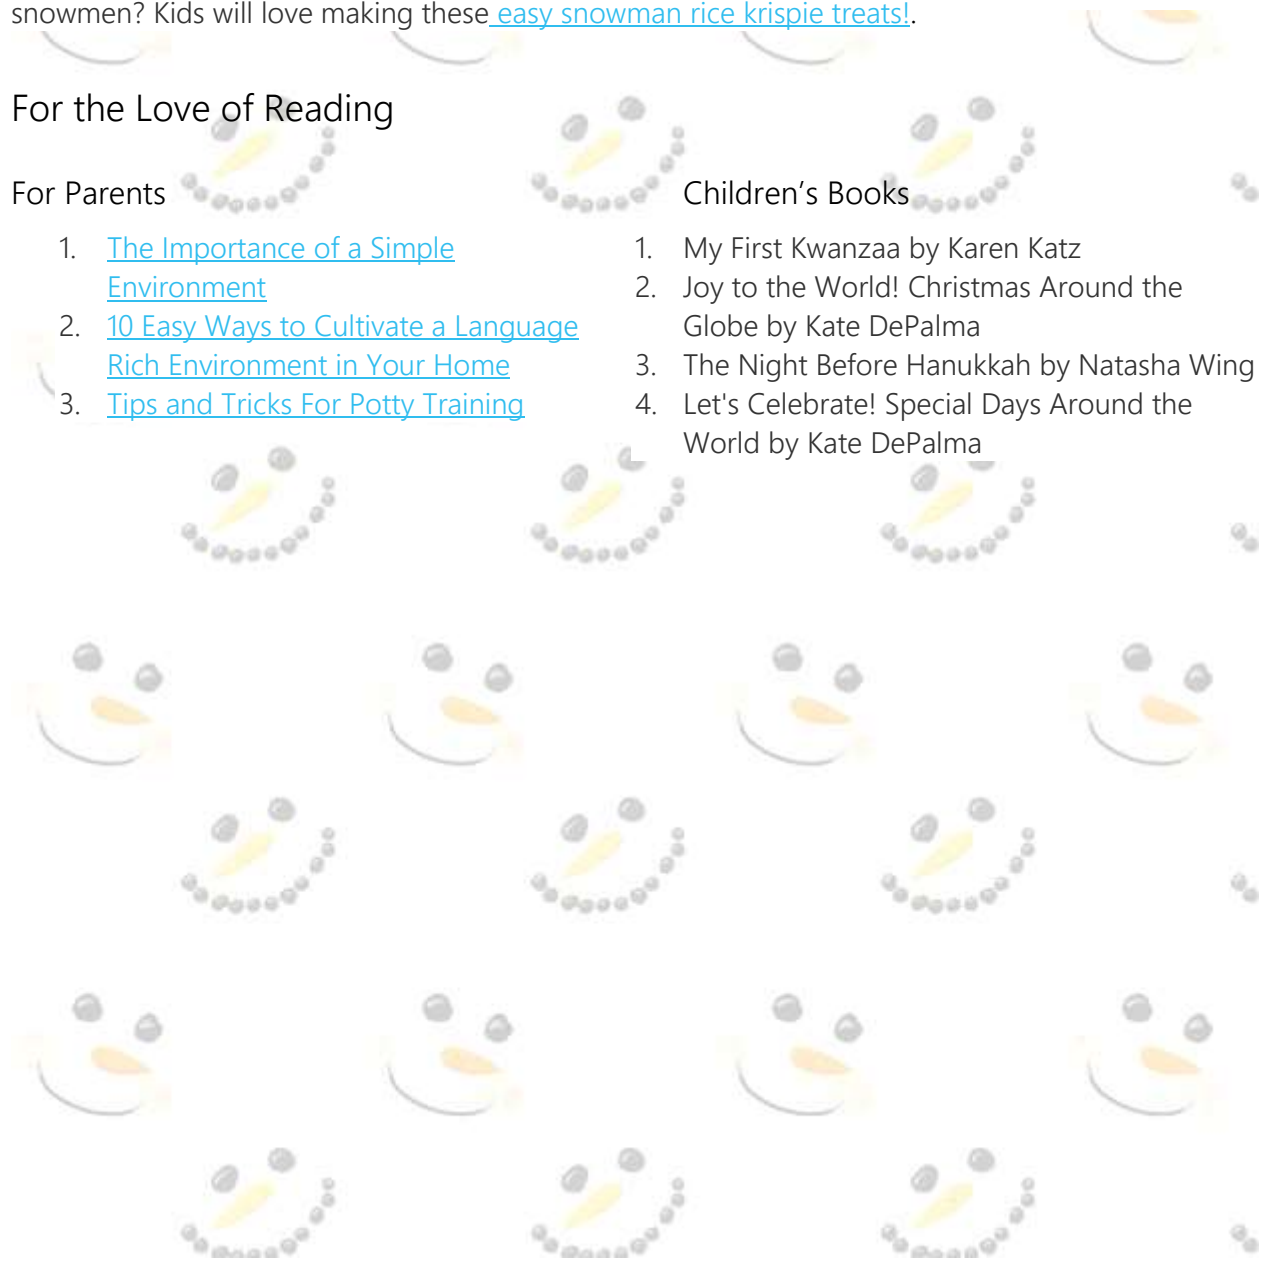 snowmen? Kids will love making these easy snowman rice krispie treats!.
For the Love of Reading
For Parents
1. The Importance of a Simple
Environment
2. 10 Easy Ways to Cultivate a Language
Rich Environment in Your Home
3. Tips and Tricks For Potty Training
Children’s Books
1. My First Kwanzaa by Karen Katz
2. Joy to the World! Christmas Around the
Globe by Kate DePalma
3. The Night Before Hanukkah by Natasha Wing
4. Let's Celebrate! Special Days Around the
World by Kate DePalma